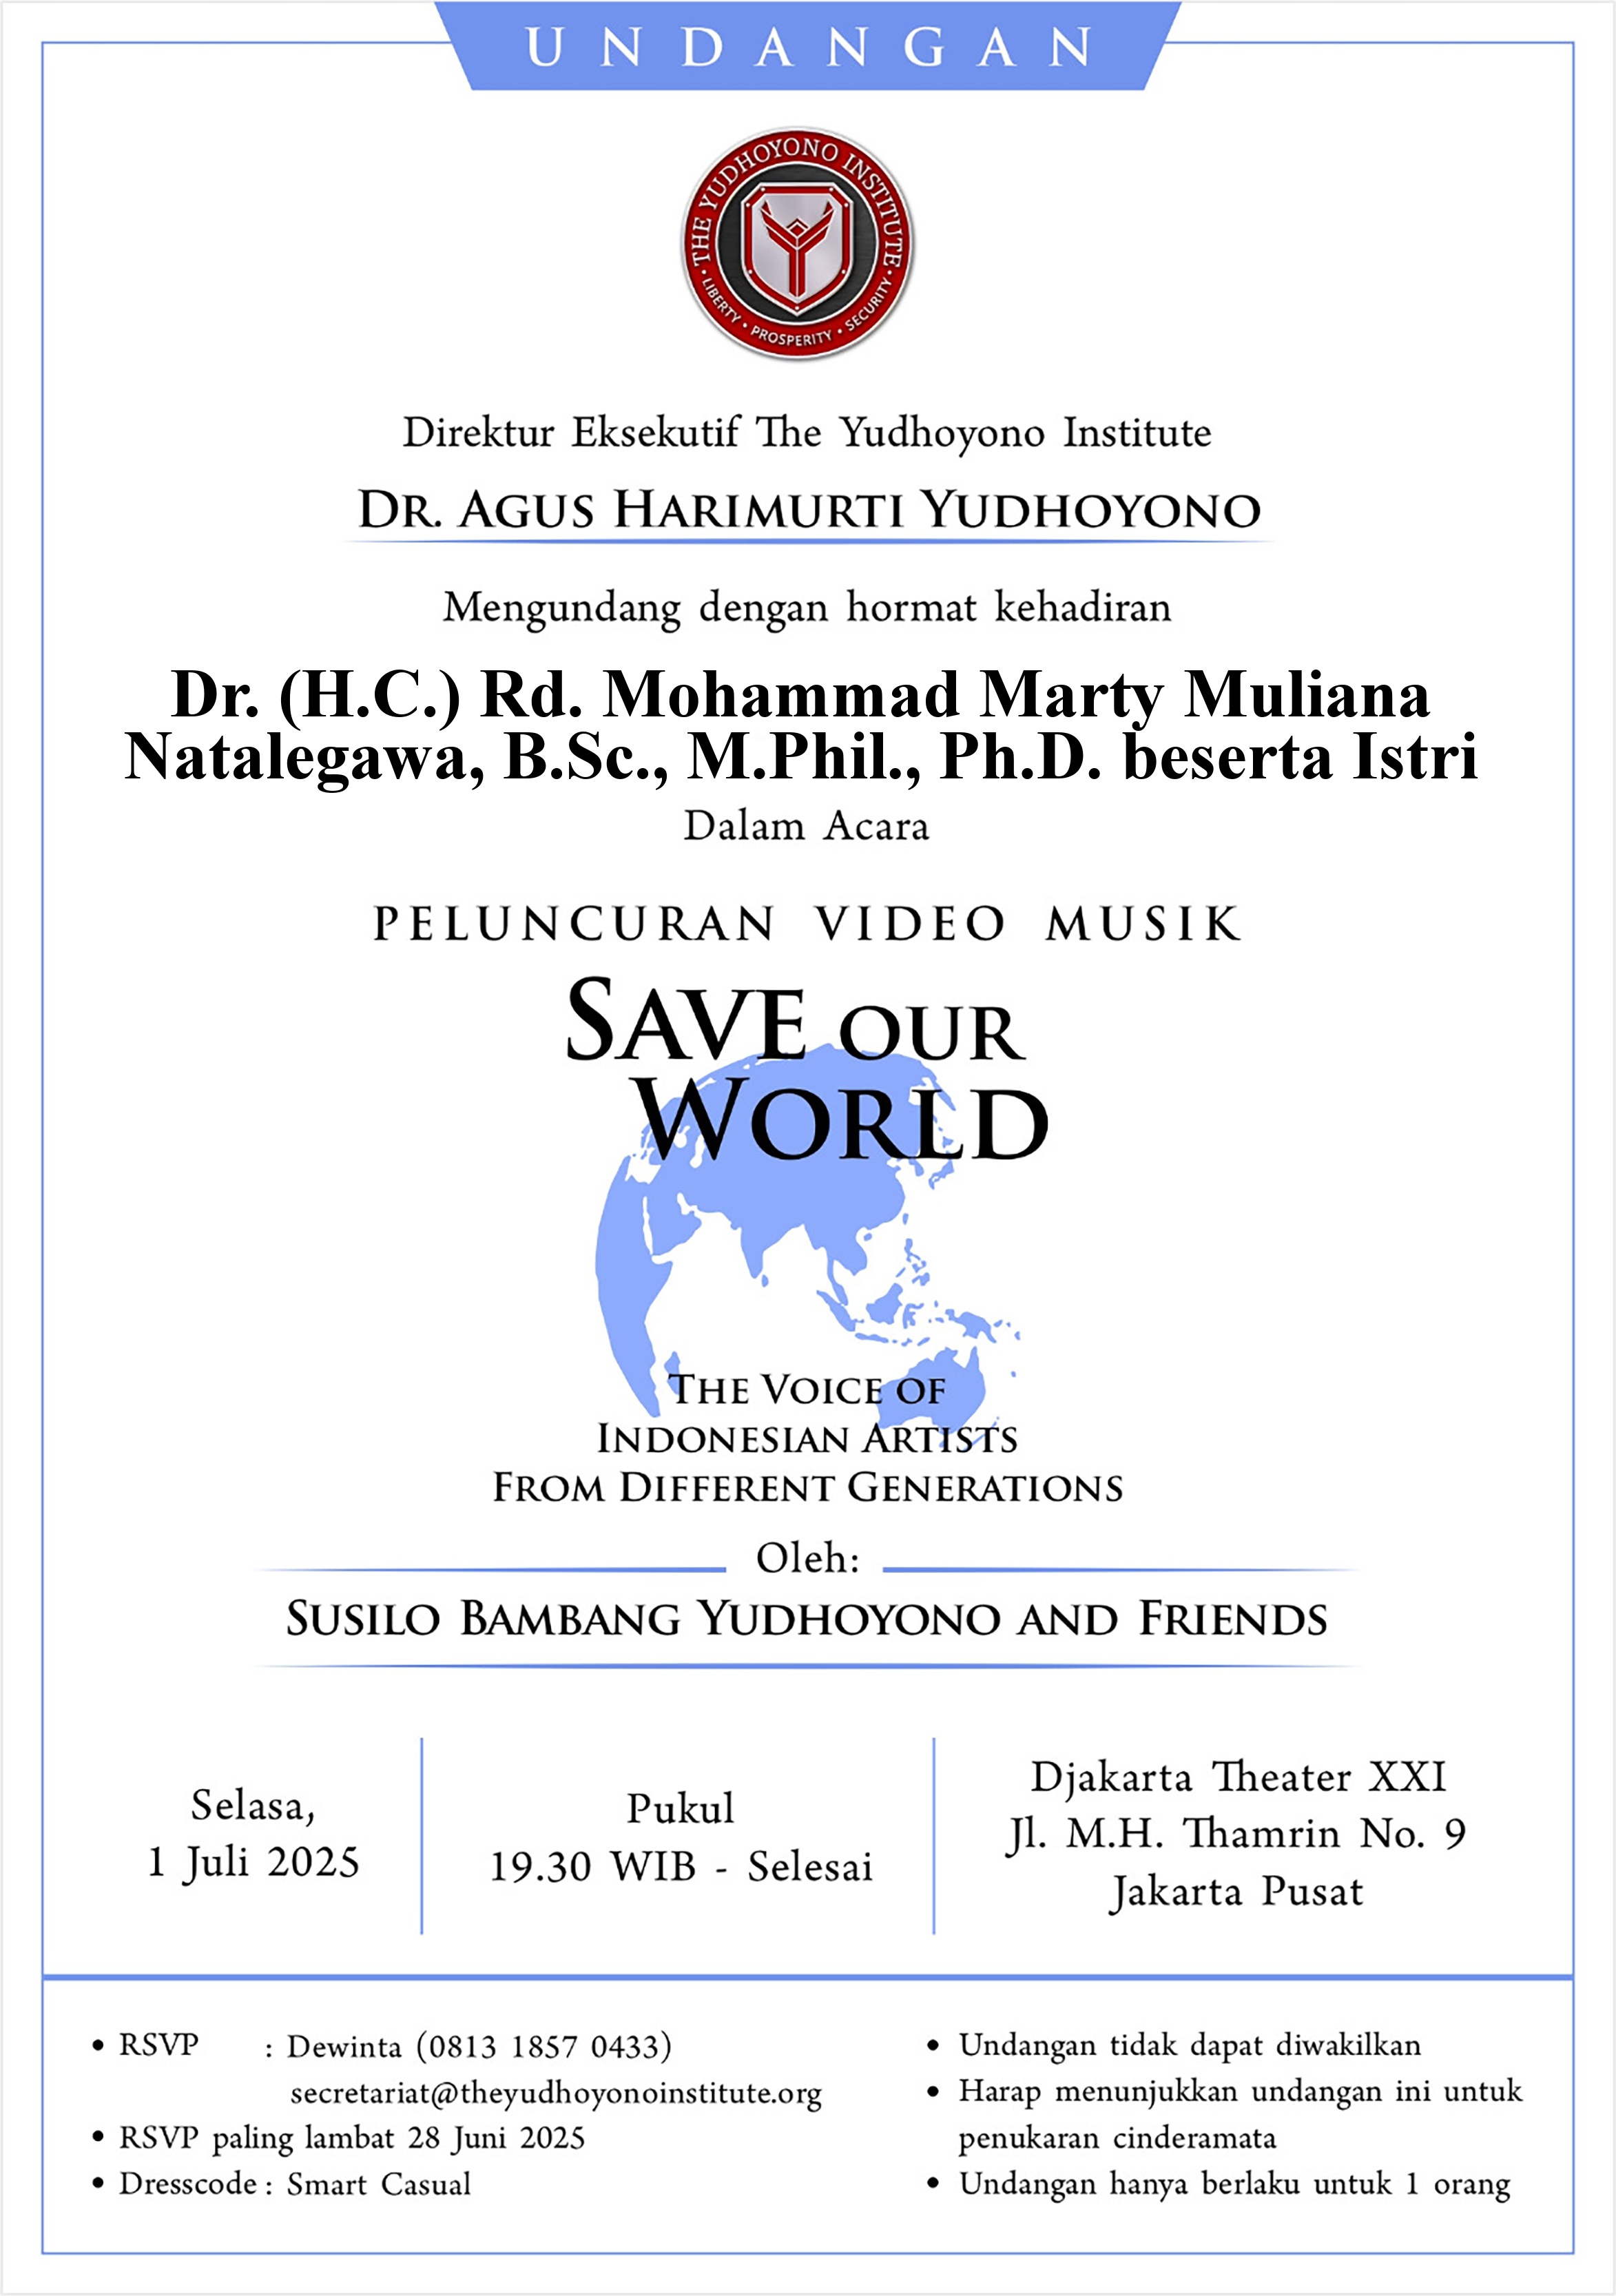 UNDANGAN
THE YUDHOYONO INSTITUTE
LIBERTY • PROSPERITY • SECURITY
Direktur Eksekutif The Yudhoyono Institute
DR. AGUS HARIMURTI YUDHOYONO
Mengundang dengan hormat kehadiran
Dr. (H.C.) Rd. Mohammad Marty Muliana
Natalegawa, B.Sc., M.Phil., Ph.D. beserta Istri
Dalam Acara
PELUNCURAN VIDEO MUSIK
SAVE OUR
WORLD
THE VOICE OF
INDONESIAN ARTISTS
FROM DIFFERENT GENERATIONS
Oleh:
SUSILO BAMBANG YUDHOYONO AND FRIENDS
Selasa,
1 Juli 2025
Pukul
19.30 WIB - Selesai
Djakarta Theater XXI
Jl. M.H. Thamrin No. 9
Jakarta Pusat
• RSVP : Dewinta (0813 1857 0433)
secretariat@theyudhoyonoinstitute.org
• RSVP paling lambat 28 Juni 2025
• Dresscode : Smart Casual
• Undangan tidak dapat diwakilkan
• Harap menunjukkan undangan ini untuk
penukaran cinderamata
• Undangan hanya berlaku untuk 1 orang